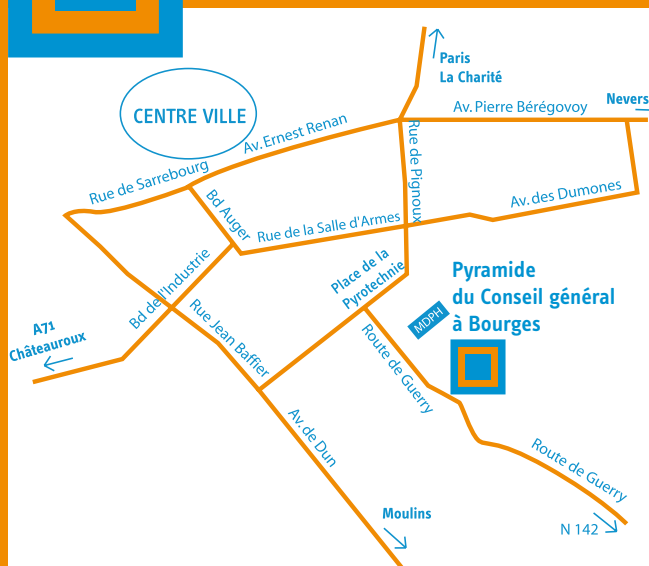 Paris
La Charité
Nevers
Av. Pierre Bérégovoy
CENTRE VILLE
Av. Ernest Renan
Rue de Pignoux
Rue de Sarrebourg
Bd Auger
Av. des Dumones
Rue de la Salle d'Armes
Place de la
Pyrotechnie
Bd de l'Industrie
Pyramide
du Conseil général
à Bourges
MDPH
A71
Châteauroux
Rue Jean Baffier
Route de Guerry
Av. de Dun
Route de Guerry
Moulins
N 142